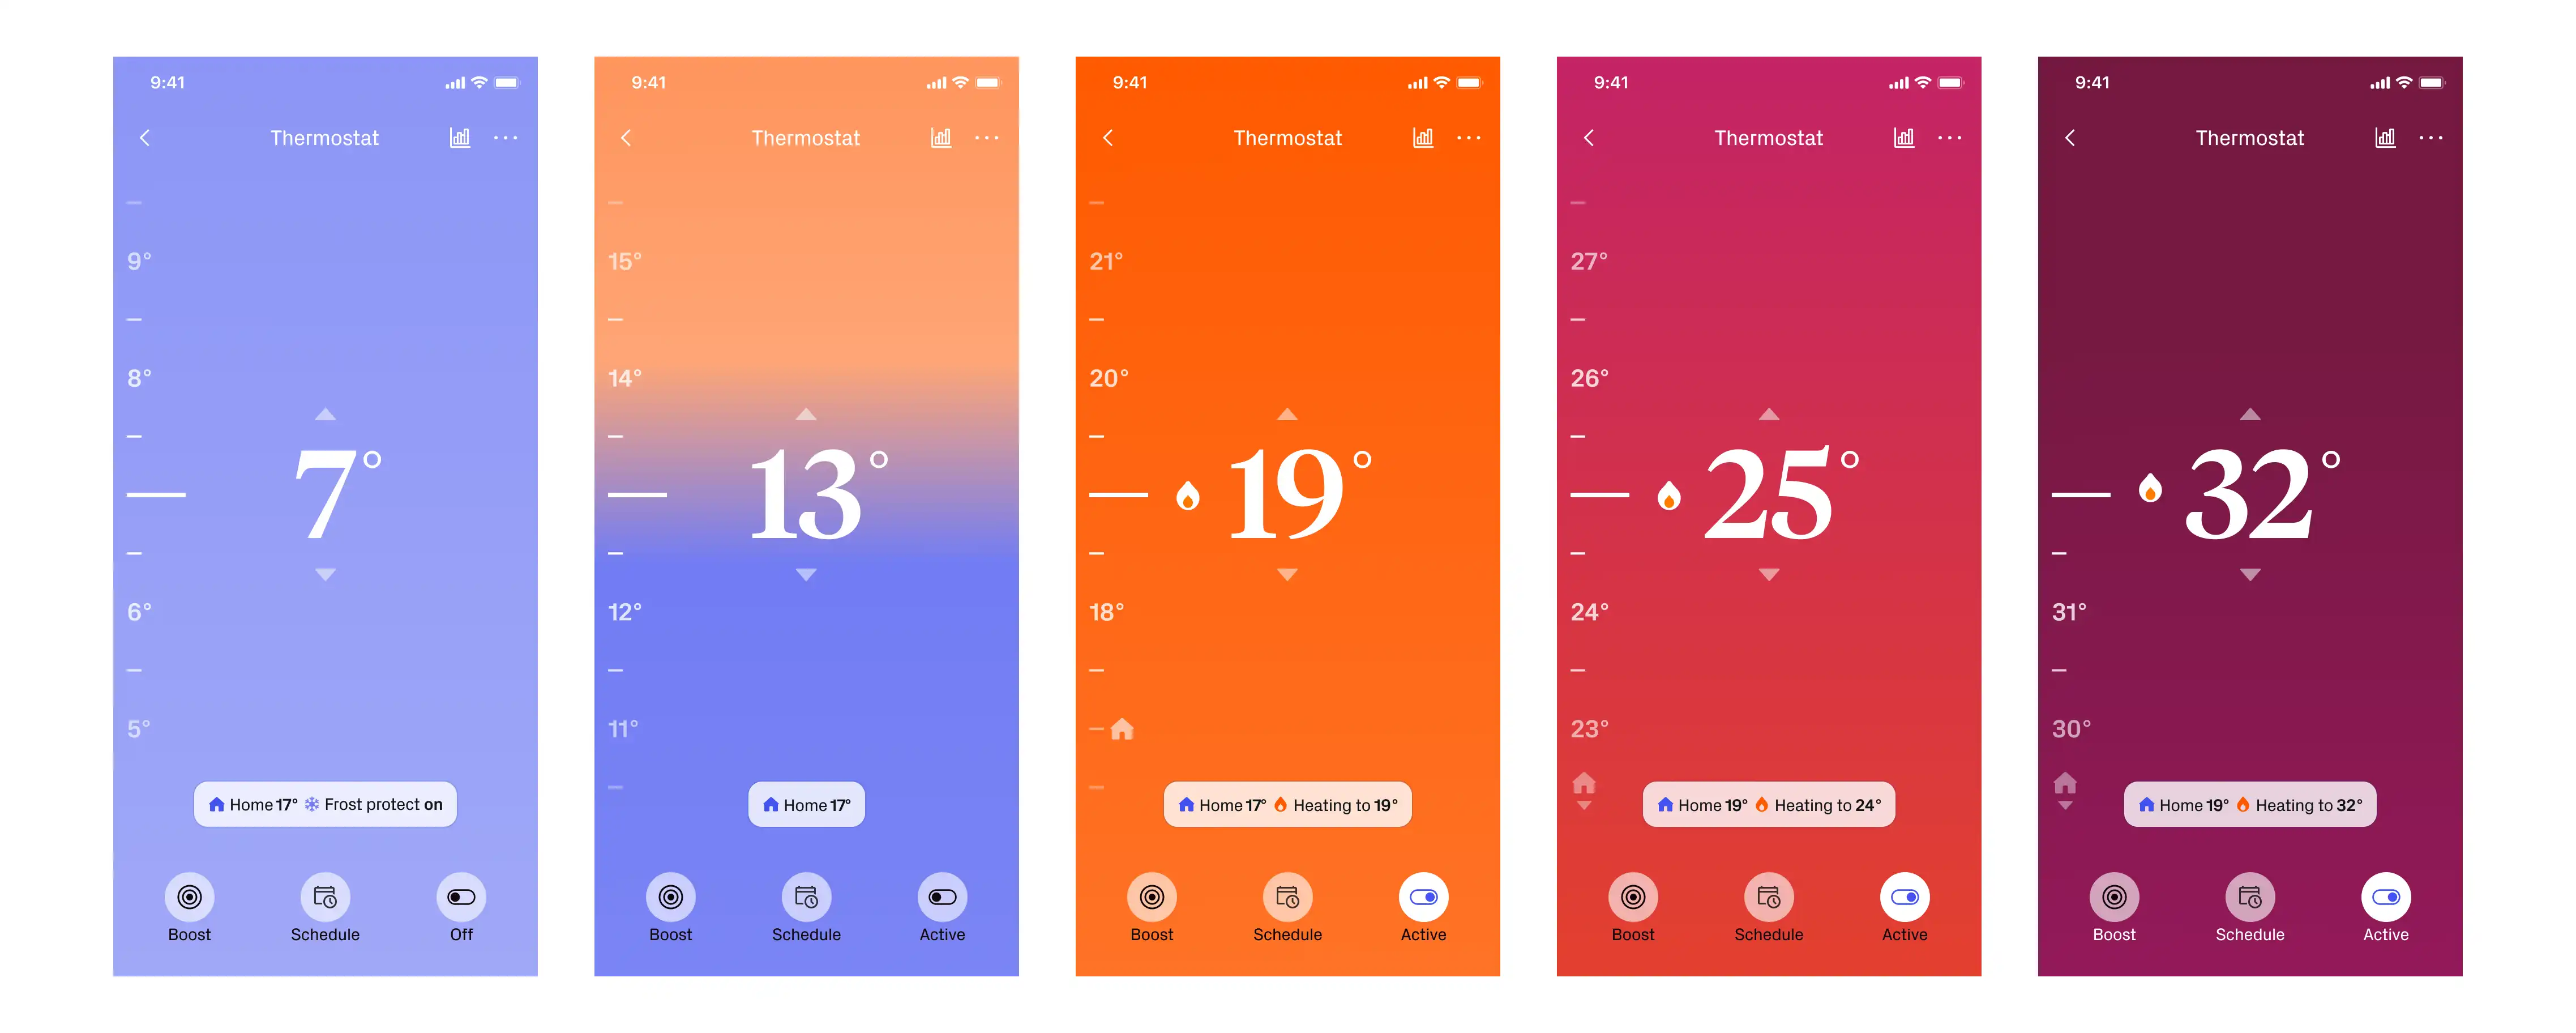 9:41
Thermostat
9°
8°
7°
6°
5°
Home 17° Frost protect on
Boost Schedule Off
9:41
Thermostat
15°
14°
13°
12°
11°
Home 17°
Boost Schedule Active
9:41
Thermostat
21°
20°
19°
18°
Home 17° Heating to 19°
Boost Schedule Active
9:41
Thermostat
27°
26°
25°
24°
23°
Home 19° Heating to 24°
Boost Schedule Active
9:41
Thermostat
32°
31°
30°
Home 19° Heating to 32°
Boost Schedule Active